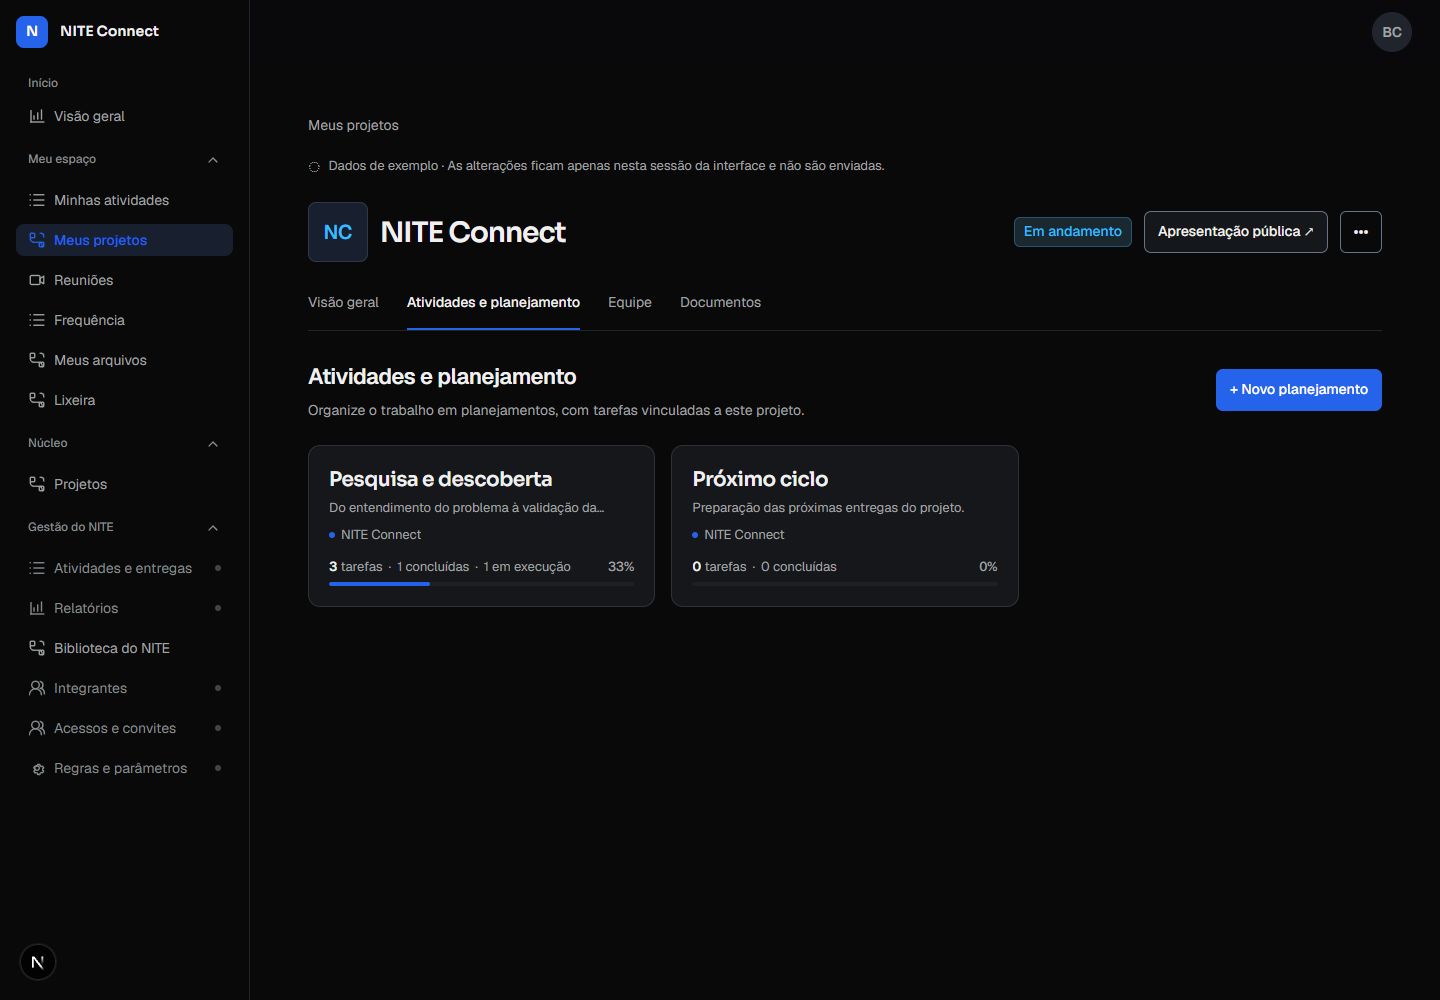 N NITE Connect
BC
Início
Visão geral
Meu espaço
Minhas atividades
Meus projetos
Reuniões
Frequência
Meus arquivos
Lixeira
Núcleo
Projetos
Gestão do NITE
Atividades e entregas
Relatórios
Biblioteca do NITE
Integrantes
Acessos e convites
Regras e parâmetros
N
Meus projetos
Dados de exemplo · As alterações ficam apenas nesta sessão da interface e não são enviadas.
NC NITE Connect
Em andamento
Apresentação pública ↗
•••
Visão geral Atividades e planejamento Equipe Documentos
Atividades e planejamento
Organize o trabalho em planejamentos, com tarefas vinculadas a este projeto.
+ Novo planejamento
Pesquisa e descoberta
Do entendimento do problema à validação da...
NITE Connect
3 tarefas · 1 concluídas · 1 em execução 33%
Próximo ciclo
Preparação das próximas entregas do projeto.
NITE Connect
0 tarefas · 0 concluídas 0%